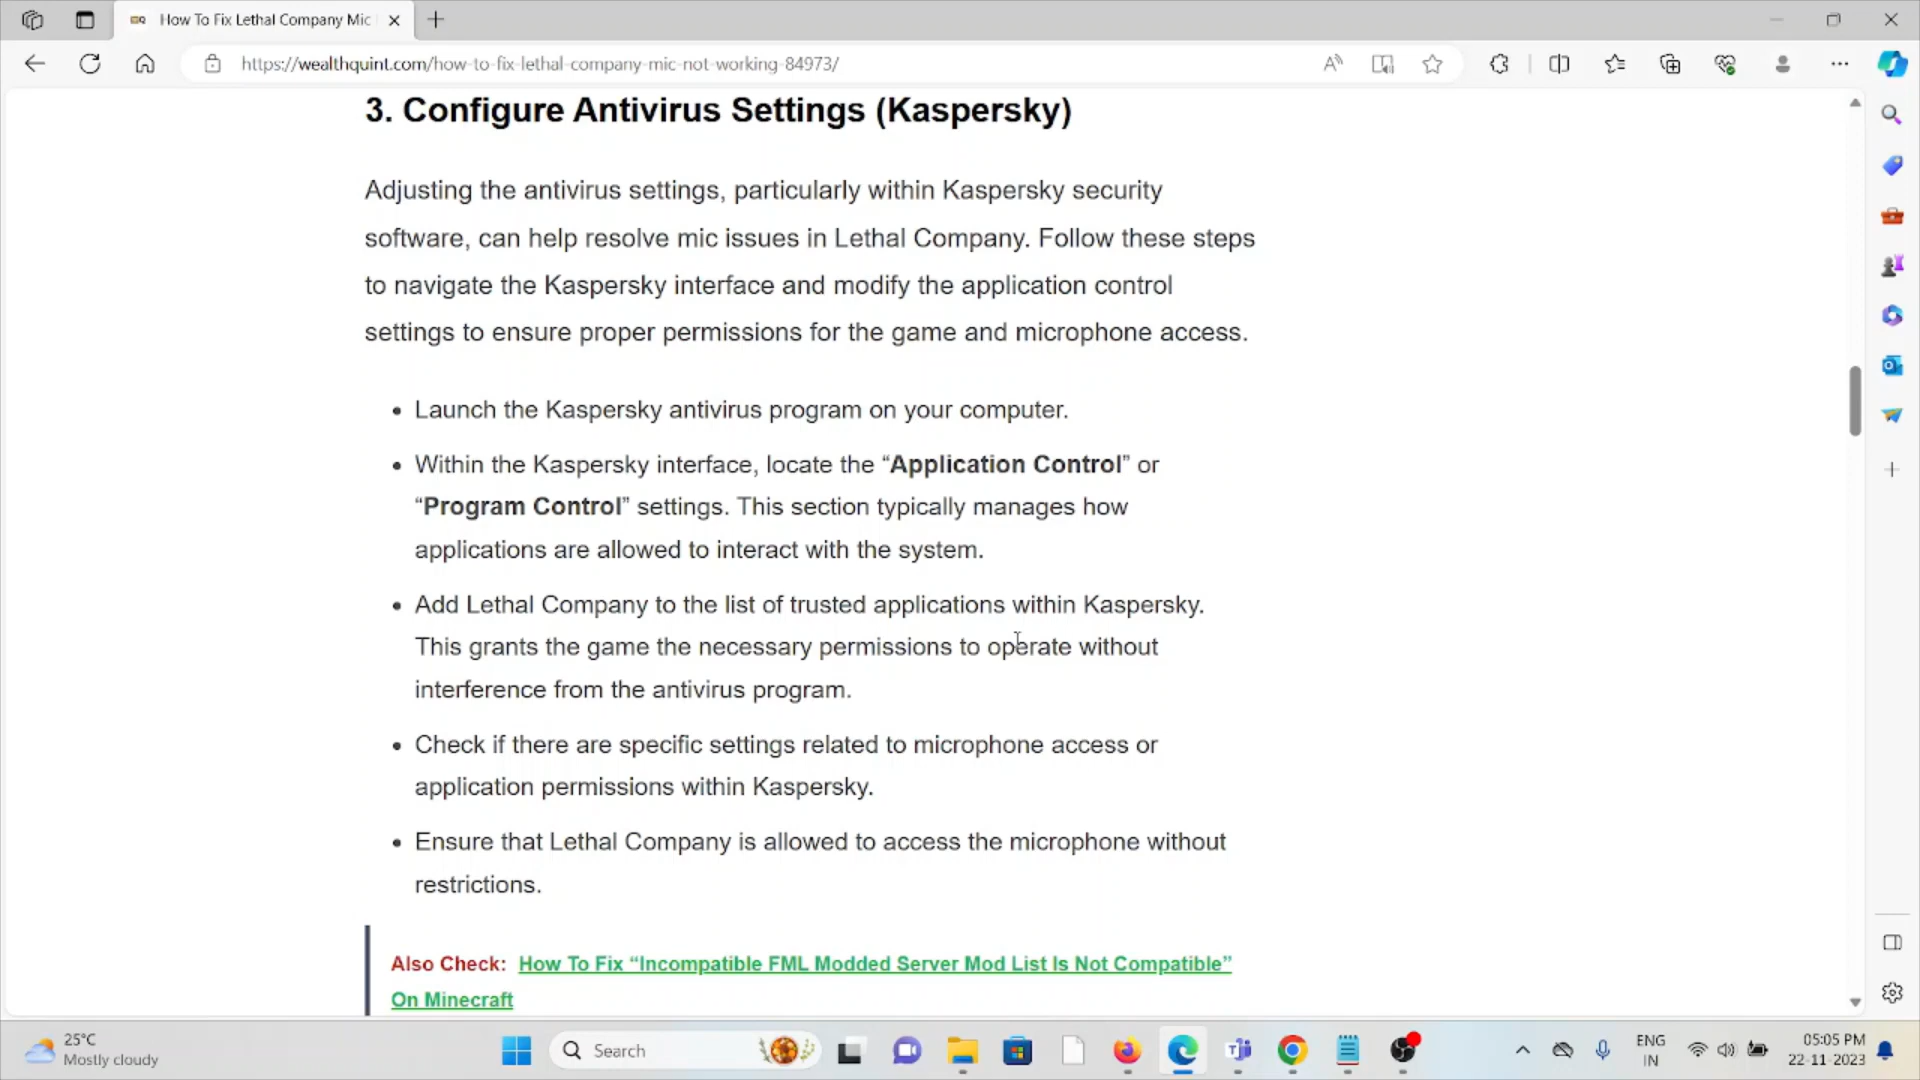 How To Fix Lethal Company Mic
https://wealthquint.com/how-to-fix-lethal-company-mic-not-working-84973/
3. Configure Antivirus Settings (Kaspersky)
Adjusting the antivirus settings, particularly within Kaspersky security
software, can help resolve mic issues in Lethal Company. Follow these steps
to navigate the Kaspersky interface and modify the application control
settings to ensure proper permissions for the game and microphone access.
• Launch the Kaspersky antivirus program on your computer.
• Within the Kaspersky interface, locate the “Application Control” or
“Program Control” settings. This section typically manages how
applications are allowed to interact with the system.
• Add Lethal Company to the list of trusted applications within Kaspersky.
This grants the game the necessary permissions to operate without
interference from the antivirus program.
• Check if there are specific settings related to microphone access or
application permissions within Kaspersky.
• Ensure that Lethal Company is allowed to access the microphone without
restrictions.
Also Check: How To Fix “Incompatible FML Modded Server Mod List Is Not Compatible”
On Minecraft
25°C
Mostly cloudy
Search
ENG
IN
05:05 PM
22-11-2023